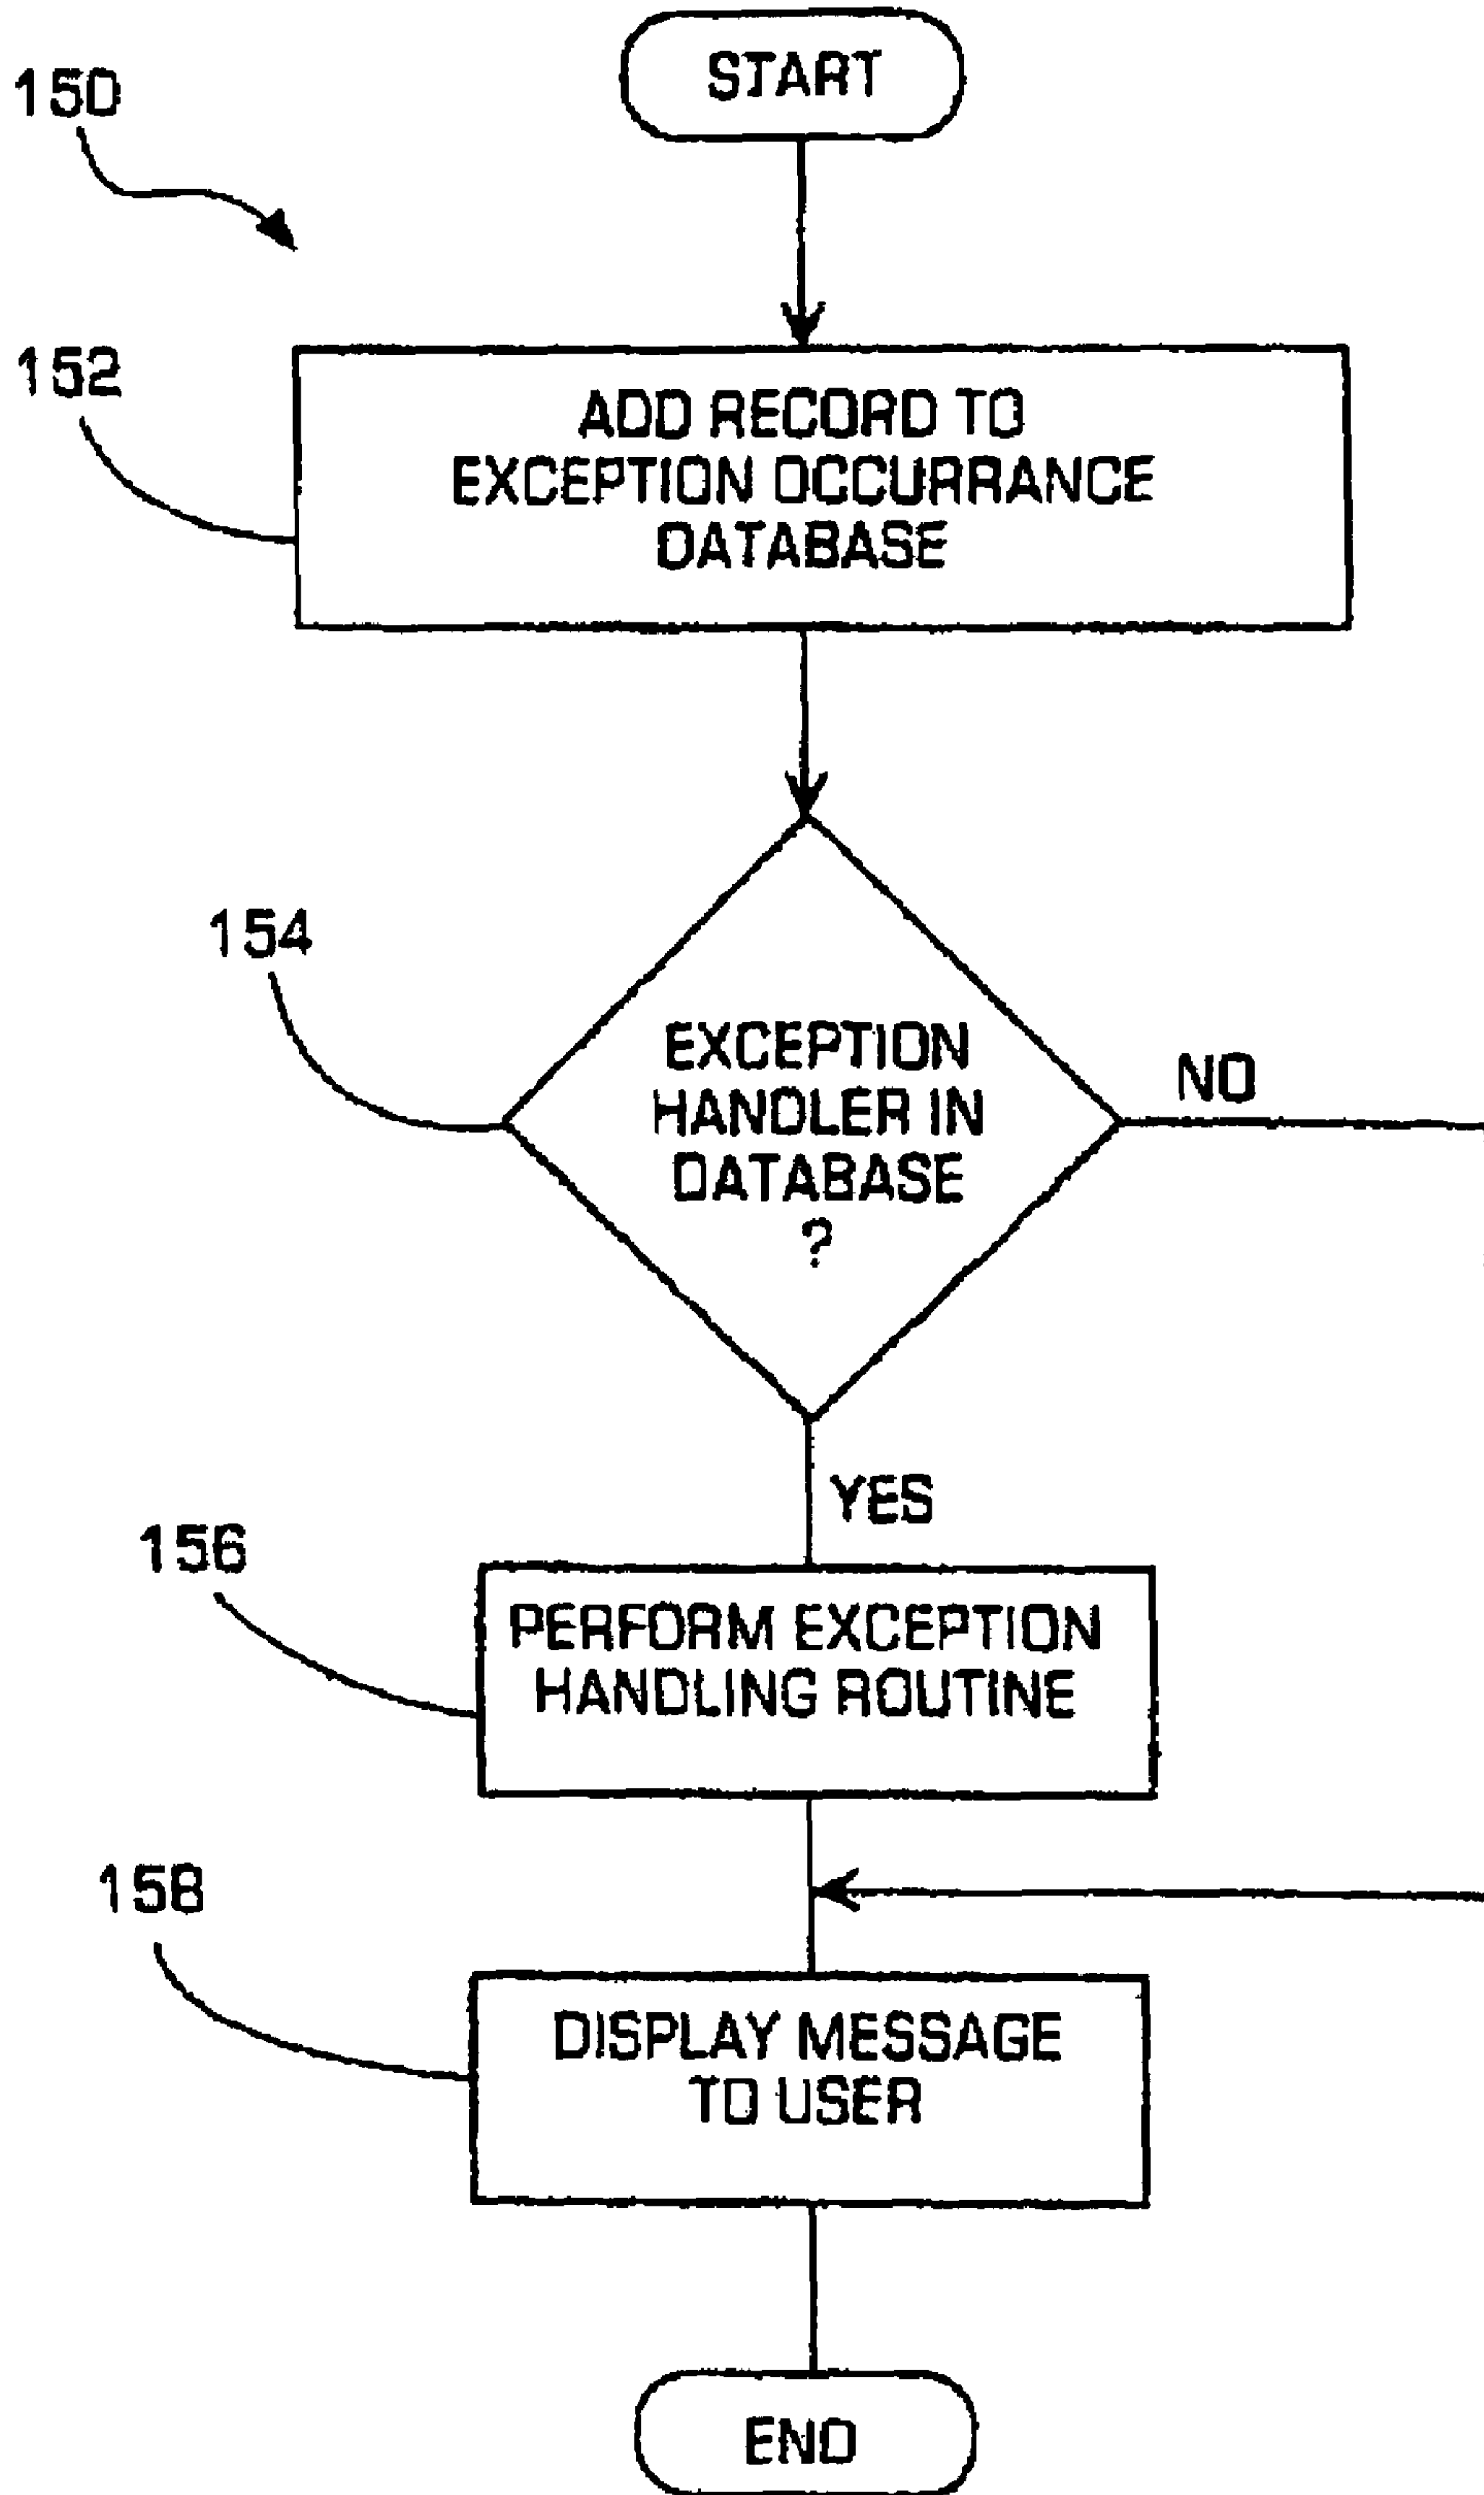 START
150
152
ADD RECORD TO
EXCEPTION OCCURRANCE
DATABASE
154
EXCEPTION
HANDLER IN
DATABASE
?
NO
YES
156
PERFORM EXCEPTION
HANDLING ROUTINE
158
DISPLAY MESSAGE
TO USER
END